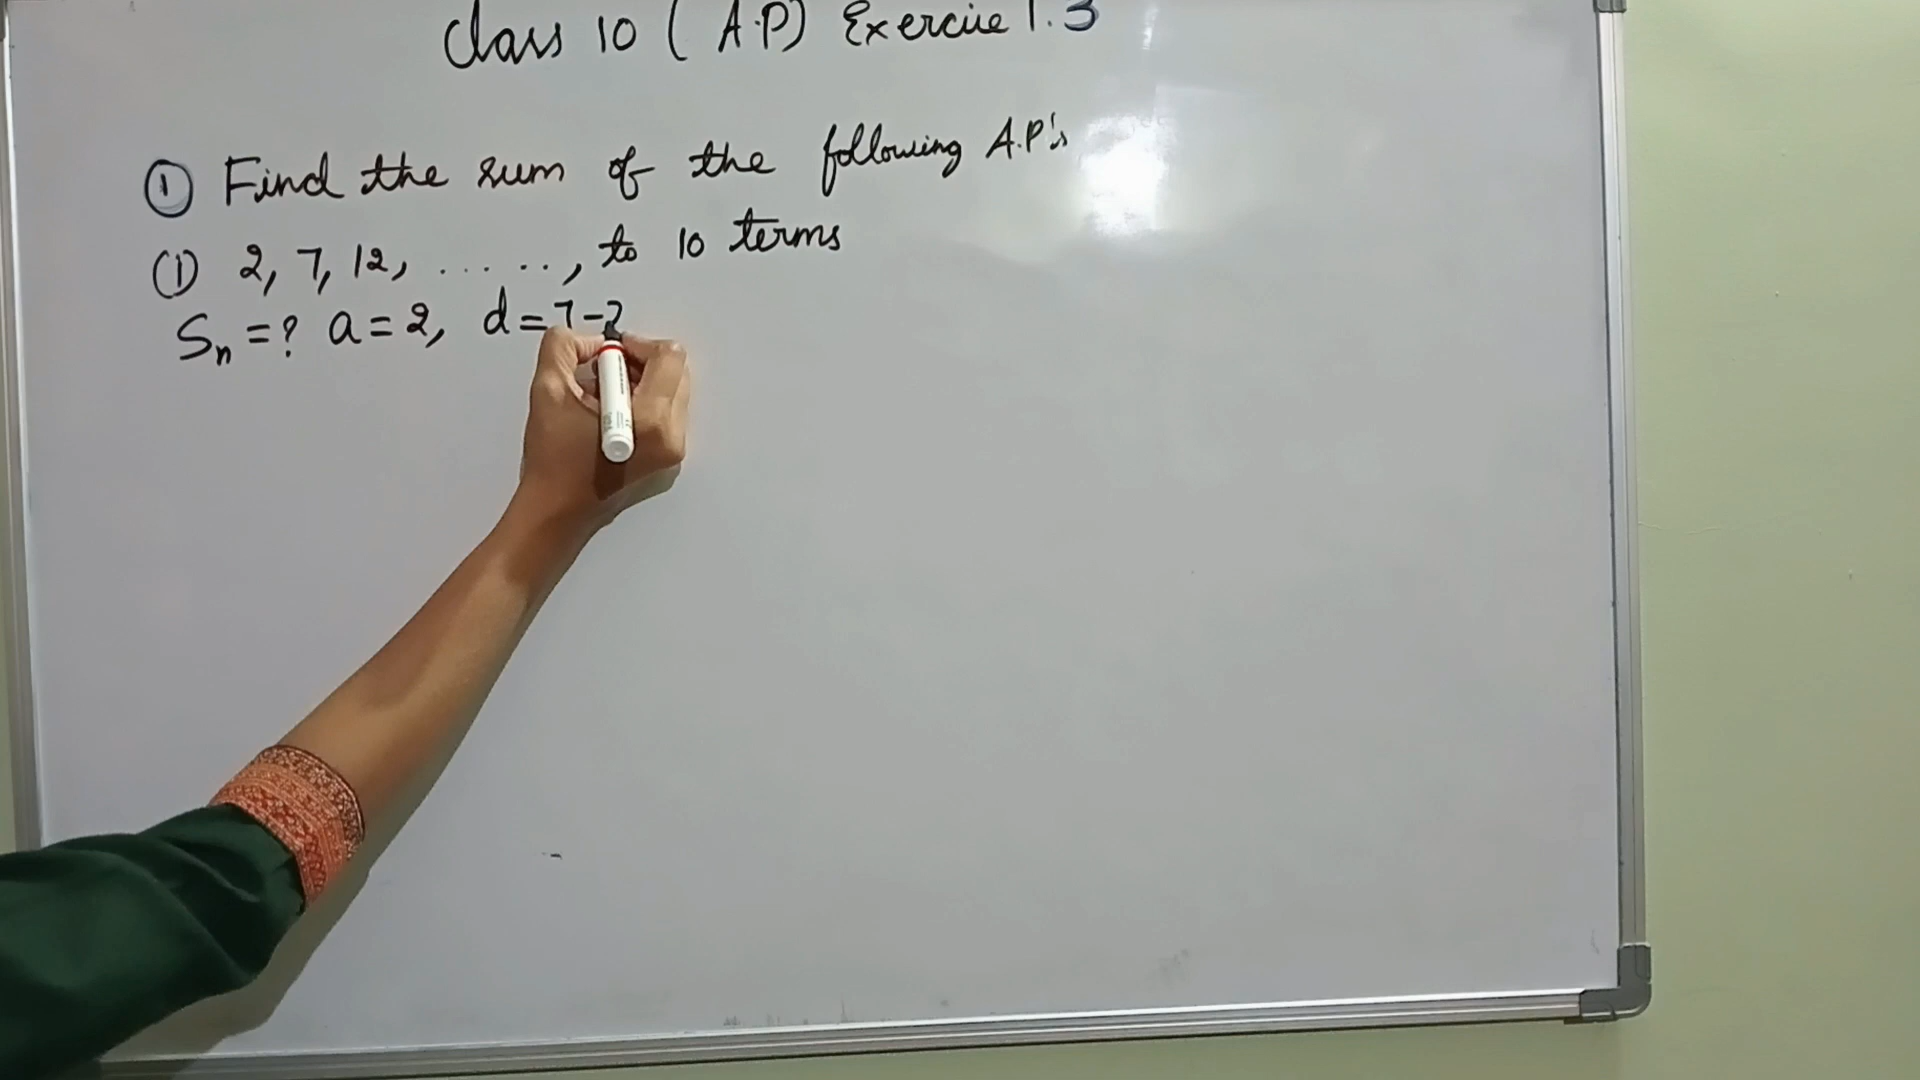 Class 10 (A.P) Exercise 1.3
① Find the sum of the following A.P's
(1) 2, 7, 12, ......, to 10 terms
Sn = ? a = 2, d = 7-2